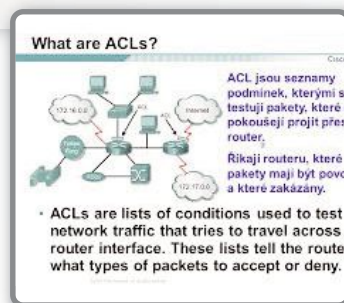 What are ACLs?
Cisco
ACL jsou seznamy
podmínek, kterými s
testují pakety, které
pokoušejí projít přes
router.
Říkají routeru, které
pakety mají být povo
a které zakázány.
172.16.0.0
ACL
Internet
ACL
172.17.0.0
• ACLs are lists of conditions used to test
network traffic that tries to travel across
router interface. These lists tell the route
what types of packets to accept or deny.